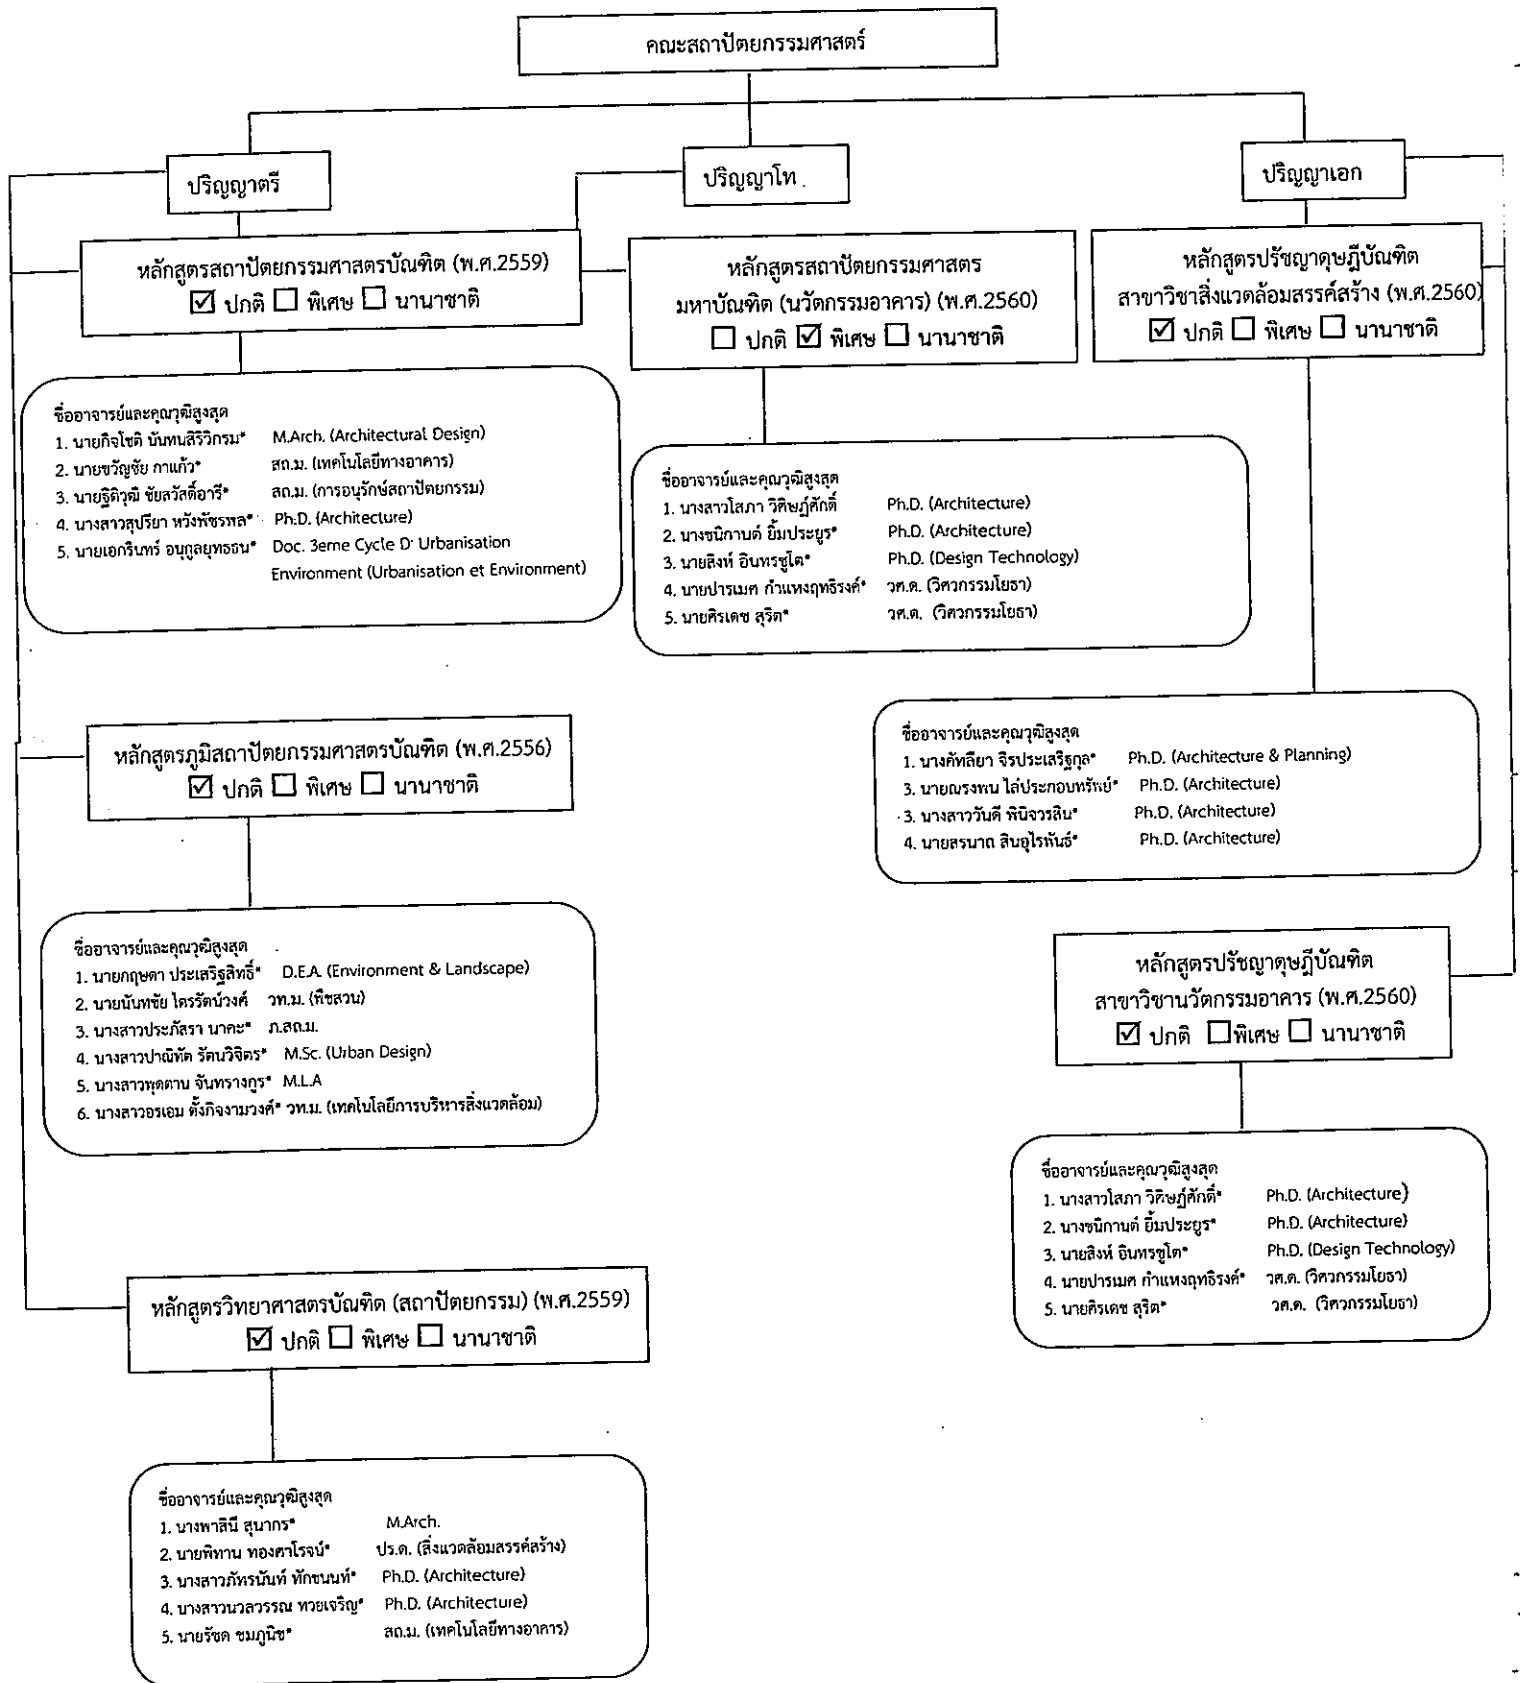 คณะสถาปัตยกรรมศาสตร์
ปริญญาตรี
ปริญญาโท
ปริญญาเอก
หลักสูตรสถาปัตยกรรมศาสตรบัณฑิต (พ.ศ.2559)
☑ ปกติ ☐ พิเศษ ☐ นานาชาติ
หลักสูตรสถาปัตยกรรมศาสตร
มหาบัณฑิต (นวัตกรรมอาคาร) (พ.ศ.2560)
☐ ปกติ ☑ พิเศษ ☐ นานาชาติ
หลักสูตรปรัชญาดุษฎีบัณฑิต
สาขาวิชาสิ่งแวดล้อมสรรค์สร้าง (พ.ศ.2560)
☑ ปกติ ☐ พิเศษ ☐ นานาชาติ
ชื่ออาจารย์และคุณวุฒิสูงสุด
1. นายกิจโชติ นันทนสิริวิกรม* M.Arch. (Architectural Design)
2. นายขวัญชัย กาแก้ว* สถ.ม. (เทคโนโลยีทางอาคาร)
3. นายฐิติวุฒิ ชัยสวัสดิ์อารี* สถ.ม. (การอนุรักษ์สถาปัตยกรรม)
4. นางสาวสุปรียา หวังพัชรพล* Ph.D. (Architecture)
5. นายเอกรินทร์ อนุกูลยุทธธน* Doc. 3eme Cycle D' Urbanisation
Environment (Urbanisation et Environment)
ชื่ออาจารย์และคุณวุฒิสูงสุด
1. นางสาวโสภา วิศิษฏ์ศักดิ์ Ph.D. (Architecture)
2. นางชนิกานต์ ยิ้มประยูร* Ph.D. (Architecture)
3. นายสิงห์ อินทรชูโต* Ph.D. (Design Technology)
4. นายปารเมศ กำแหงฤทธิรงค์* วศ.ด. (วิศวกรรมโยธา)
5. นายศิรเดช สุริต* วศ.ด. (วิศวกรรมโยธา)
หลักสูตรภูมิสถาปัตยกรรมศาสตรบัณฑิต (พ.ศ.2556)
☑ ปกติ ☐ พิเศษ ☐ นานาชาติ
ชื่ออาจารย์และคุณวุฒิสูงสุด
1. นางคัทลียา จิรประเสริฐกุล* Ph.D. (Architecture & Planning)
3. นายณรงพน ไล่ประกอบทรัพย์* Ph.D. (Architecture)
3. นางสาววันดี พินิจวรสิน* Ph.D. (Architecture)
4. นายสรนาถ สินอุไรพันธ์* Ph.D. (Architecture)
ชื่ออาจารย์และคุณวุฒิสูงสุด
1. นายกฤษดา ประเสริฐสิทธิ์* D.E.A. (Environment & Landscape)
2. นายนันทชัย ไตรรัตน์วงศ์ วท.ม. (พืชสวน)
3. นางสาวประภัสรา นาคะ* ภ.สถ.ม.
4. นางสาวปาณิทัต รัตนวิจิตร* M.Sc. (Urban Design)
5. นางสาวพุดตาน จันทรางกูร* M.L.A
6. นางสาวอรเอม ตั้งกิจงามวงศ์* วท.ม. (เทคโนโลยีการบริหารสิ่งแวดล้อม)
หลักสูตรปรัชญาดุษฎีบัณฑิต
สาขาวิชานวัตกรรมอาคาร (พ.ศ.2560)
☑ ปกติ ☐พิเศษ ☐ นานาชาติ
ชื่ออาจารย์และคุณวุฒิสูงสุด
1. นางสาวโสภา วิศิษฏ์ศักดิ์* Ph.D. (Architecture)
2. นางชนิกานต์ ยิ้มประยูร* Ph.D. (Architecture)
3. นายสิงห์ อินทรชูโต* Ph.D. (Design Technology)
4. นายปารเมศ กำแหงฤทธิรงค์* วศ.ด. (วิศวกรรมโยธา)
5. นายศิรเดช สุริต* วศ.ด. (วิศวกรรมโยธา)
หลักสูตรวิทยาศาสตรบัณฑิต (สถาปัตยกรรม) (พ.ศ.2559)
☑ ปกติ ☐ พิเศษ ☐ นานาชาติ
ชื่ออาจารย์และคุณวุฒิสูงสุด
1. นางพาสินี สุนากร* M.Arch.
2. นายพิทาน ทองศาโรจน์* ปร.ด. (สิ่งแวดล้อมสรรค์สร้าง)
3. นางสาวภัทรนันท์ ทักขนนท์* Ph.D. (Architecture)
4. นางสาวนวลวรรณ ทวยเจริญ* Ph.D. (Architecture)
5. นายรัชด ชมภูนิช* สถ.ม. (เทคโนโลยีทางอาคาร)